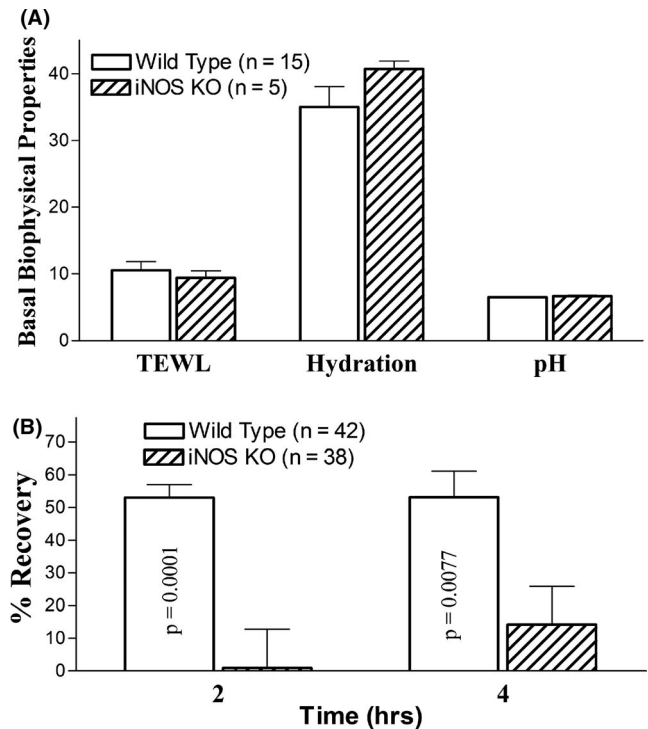 (A)
Basal Biophysical Properties
Wild Type (n = 15)
iNOS KO (n = 5)
40
30
20
10
0
TEWL Hydration pH
(B)
% Recovery
Wild Type (n = 42)
iNOS KO (n = 38)
70
60
50
40
30
20
10
0
p = 0.0001
p = 0.0077
2 4
Time (hrs)